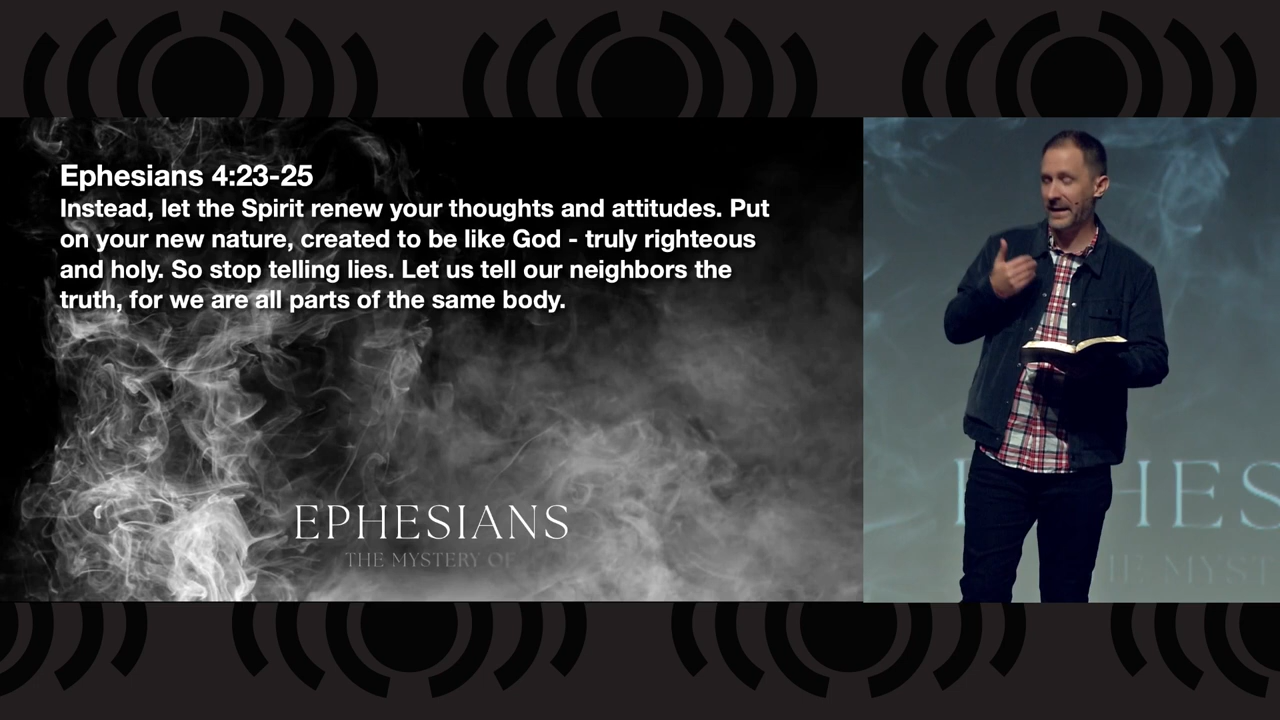 Ephesians 4:23-25
Instead, let the Spirit renew your thoughts and attitudes. Put
on your new nature, created to be like God - truly righteous
and holy. So stop telling lies. Let us tell our neighbors the
truth, for we are all parts of the same body.
EPHESIANS
THE MYSTERY OF
HES
MYST